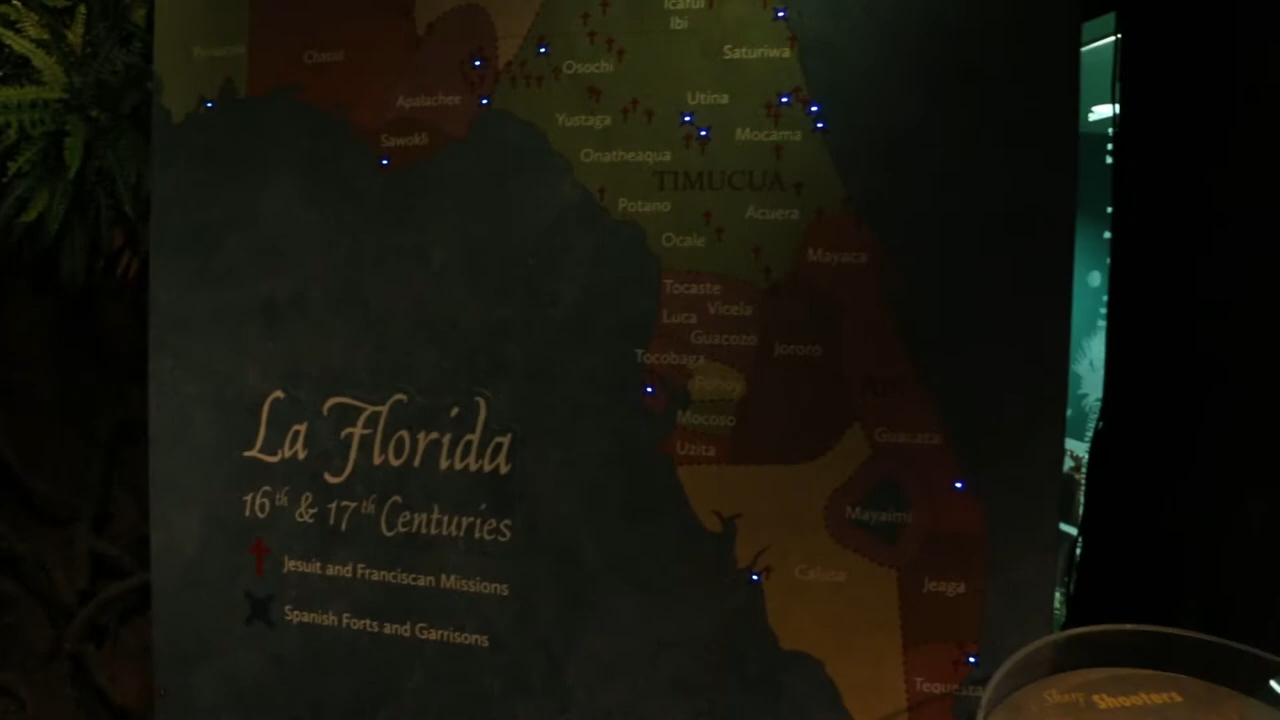 Icafui
Ibi
Saturiwa
Chatot
Osochi
Apalachee
Utina
Yustaga
Mocama
Sawokli
Onatheaqua
TIMUCUA
Potano
Acuera
Ocale
Mayaca
Tocaste
Vicela
Luca
Guacozo
Jororo
Tocobaga
Pohoy
Mocoso
Guacata
Uzita
La Florida
16th & 17th Centuries
Mayaimi
Jesuit and Franciscan Missions
Calusa
Jeaga
Spanish Forts and Garrisons
Tequesta
Sharp Shooters